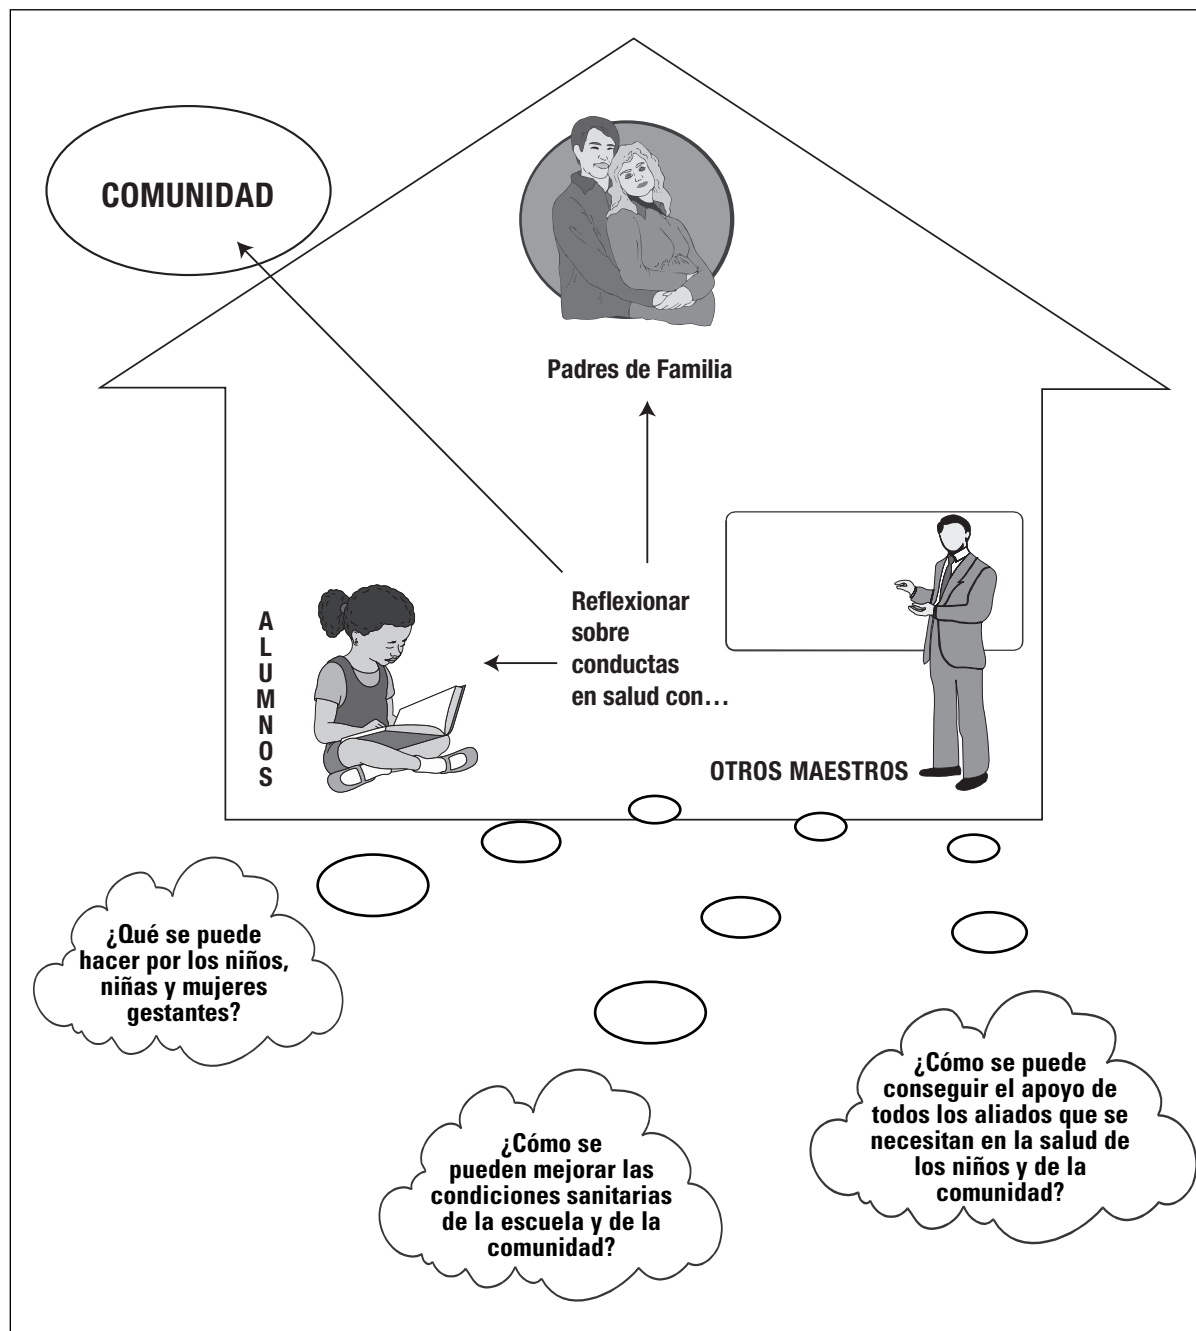 COMUNIDAD
Padres de Familia
Reflexionar
sobre
conductas
en salud con…
ALUMNOS
OTROS MAESTROS
¿Qué se puede
hacer por los niños,
niñas y mujeres
gestantes?
¿Cómo se
pueden mejorar las
condiciones sanitarias
de la escuela y de la
comunidad?
¿Cómo se puede
conseguir el apoyo de
todos los aliados que se
necesitan en la salud de
los niños y de la
comunidad?